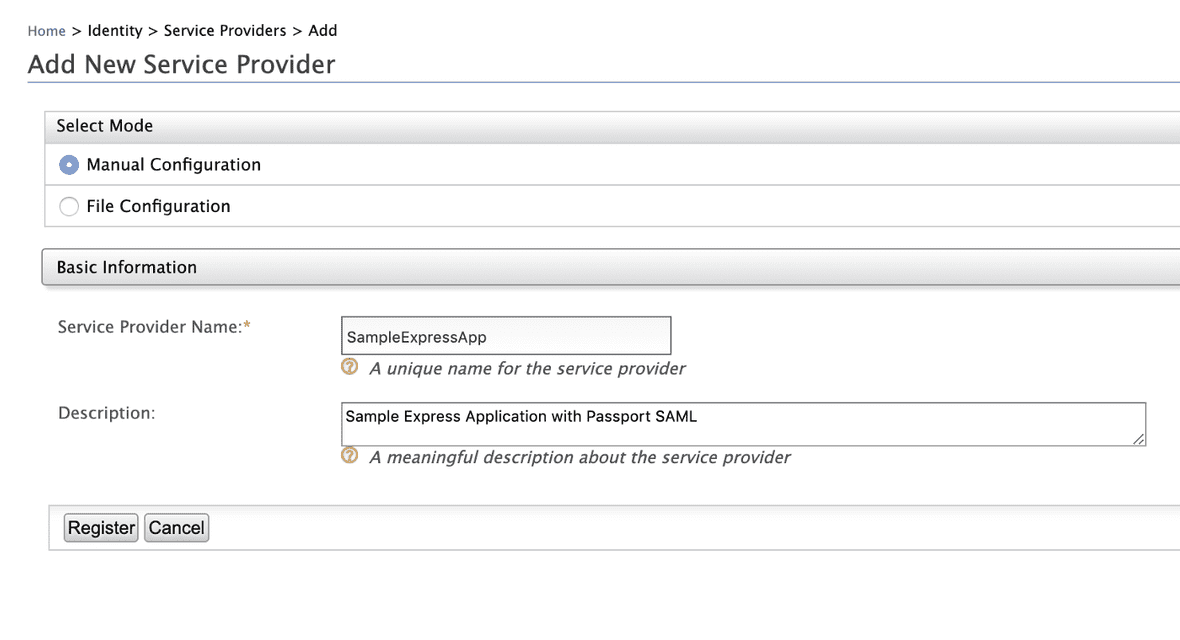 Home > Identity > Service Providers > Add
Add New Service Provider
Select Mode
Manual Configuration
File Configuration
Basic Information
Service Provider Name:*
SampleExpressApp
? A unique name for the service provider
Description:
Sample Express Application with Passport SAML
? A meaningful description about the service provider
Register Cancel